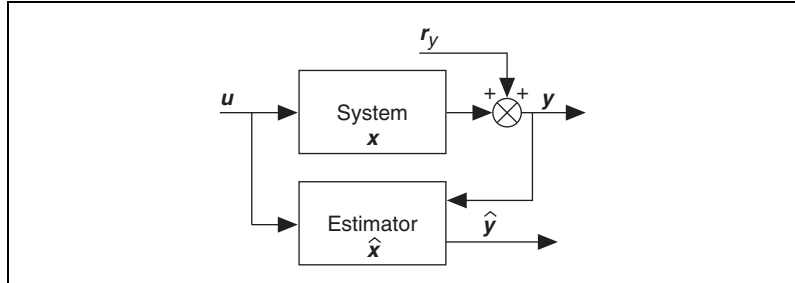 r_y
u
System
x
+ +
y
Estimator
x̂
ŷ